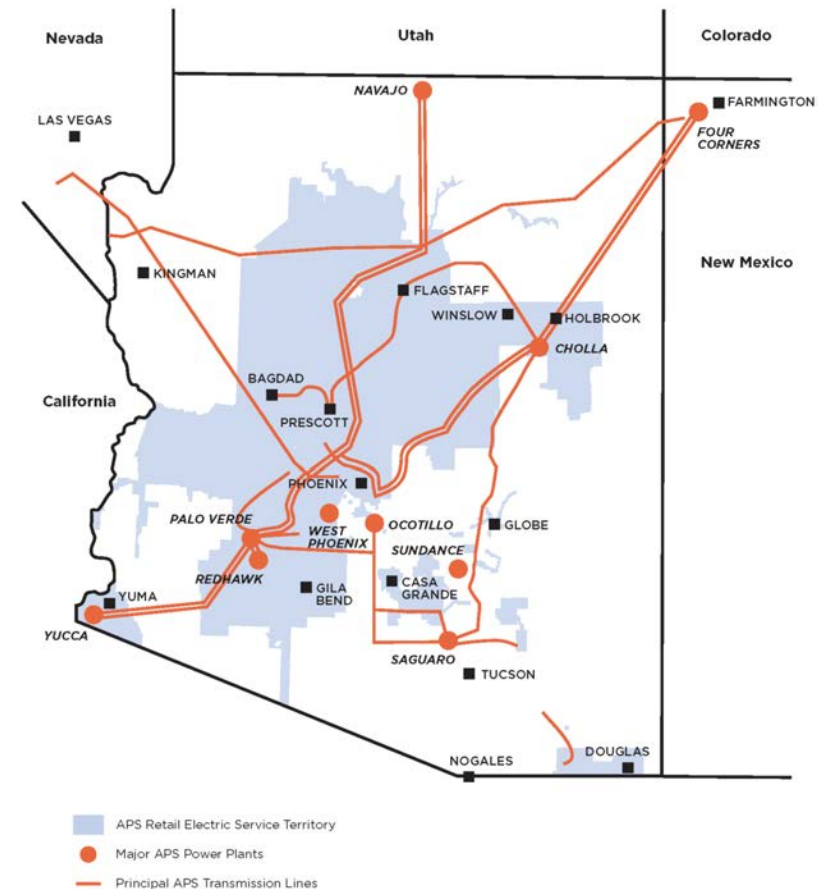 Nevada
Utah
Colorado
NAVAJO
FARMINGTON
LAS VEGAS
FOUR
CORNERS
New Mexico
KINGMAN
FLAGSTAFF
WINSLOW
HOLBROOK
CHOLLA
BAGDAD
California
PRESCOTT
PHOENIX
PALO VERDE
WEST
PHOENIX
OCOTILLO
GLOBE
SUNDANCE
REDHAWK
GILA
BEND
CASA
GRANDE
YUMA
YUCCA
SAGUARO
TUCSON
NOGALES
DOUGLAS
APS Retail Electric Service Territory
Major APS Power Plants
Principal APS Transmission Lines